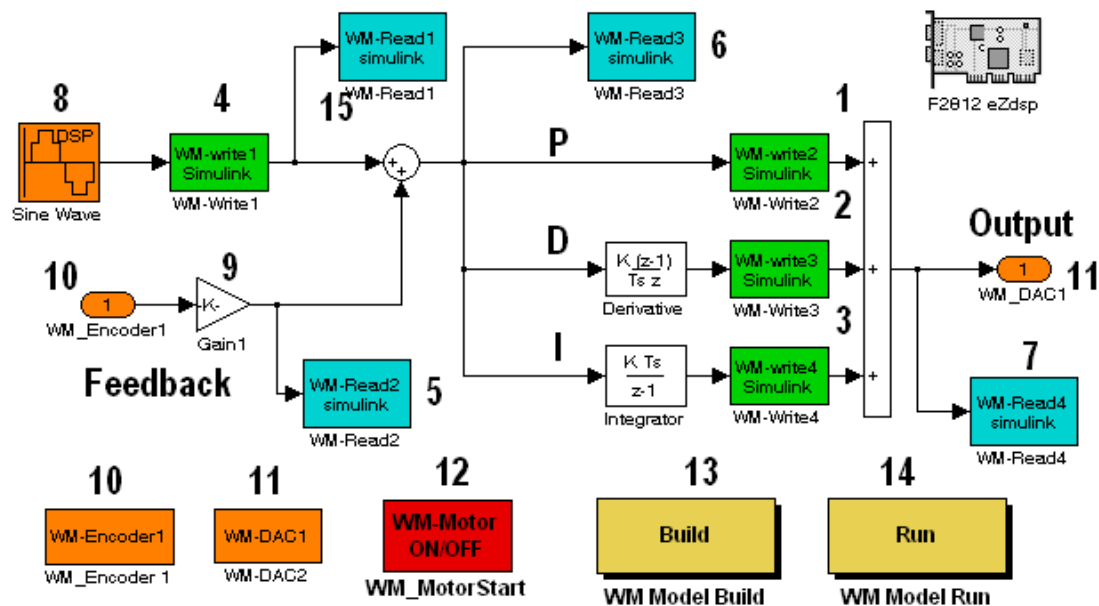 WM-Read1
simulink
WM-Read1
WM-Read3
simulink
WM-Read3
6
F2812 eZdsp
8
4
15
1
DSP
Sine Wave
WM-write1
Simulink
WM-Write1
+
+
P
WM-write2
Simulink
WM-Write2
+
2
10
1
WM_Encoder1
9
-K-
Gain1
D
K (z-1)
Ts z
Derivative
WM-write3
Simulink
WM-Write3
+
Output
1
WM_DAC1
11
3
Feedback
WM-Read2
simulink
WM-Read2
5
I
K Ts
z-1
Integrator
WM-write4
Simulink
WM-Write4
+
7
WM-Read4
simulink
WM-Read4
10
WM-Encoder1
WM_Encoder 1
11
WM-DAC1
WM-DAC2
12
WM-Motor
ON/OFF
WM_MotorStart
13
Build
WM Model Build
14
Run
WM Model Run